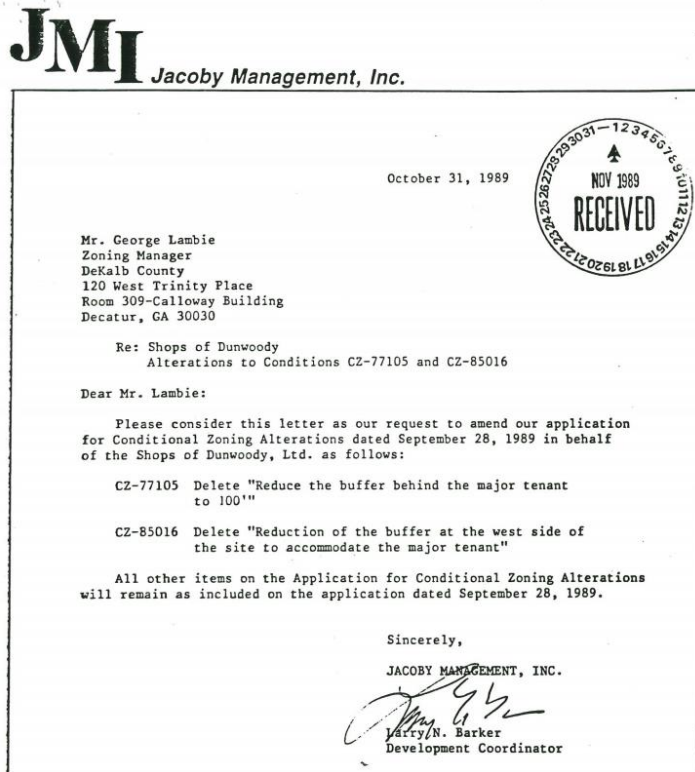 JMI Jacoby Management, Inc.
October 31, 1989
28293031—123456789101112131415161718192021222324252627
NOV 1989
RECEIVED
Mr. George Lambie
Zoning Manager
DeKalb County
120 West Trinity Place
Room 309-Calloway Building
Decatur, GA 30030
Re: Shops of Dunwoody
Alterations to Conditions CZ-77105 and CZ-85016
Dear Mr. Lambie:
Please consider this letter as our request to amend our application
for Conditional Zoning Alterations dated September 28, 1989 in behalf
of the Shops of Dunwoody, Ltd. as follows:
CZ-77105 Delete "Reduce the buffer behind the major tenant
to 100'"
CZ-85016 Delete "Reduction of the buffer at the west side of
the site to accommodate the major tenant"
All other items on the Application for Conditional Zoning Alterations
will remain as included on the application dated September 28, 1989.
Sincerely,
JACOBY MANAGEMENT, INC.
Larry N. Barker
Development Coordinator